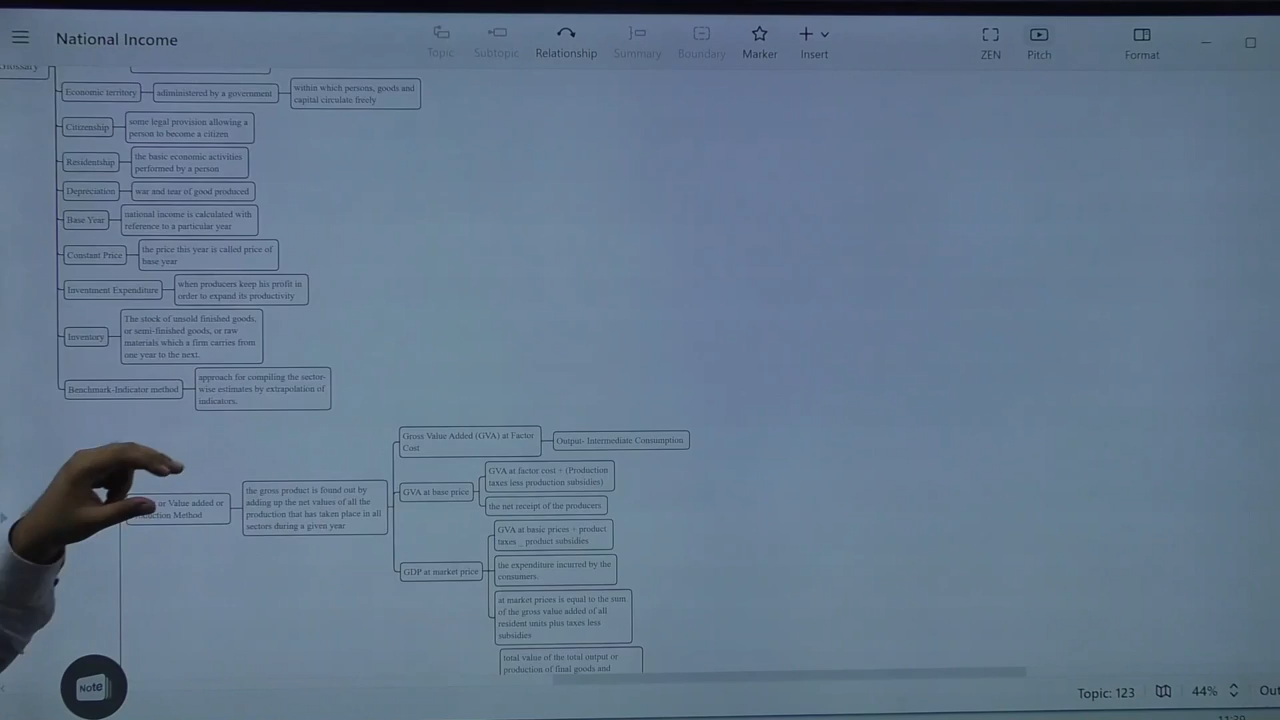 National Income
Topic
Subtopic
Relationship
Summary
Boundary
Marker
Insert
ZEN
Pitch
Format
Economic territory
adiministered by a government
within which persons, goods and
capital circulate freely
Citizenship
some legal provision allowing a
person to become a citizen
Residentship
the basic economic activities
performed by a person
Depreciation
war and tear of good produced
Base Year
national income is calculated with
reference to a particular year
Constant Price
the price this year is called price of
base year
Inventment Expenditure
when producers keep his profit in
order to expand its productivity
Inventory
The stock of unsold finished goods,
or semi-finished goods, or raw
materials which a firm carries from
one year to the next.
Benchmark-Indicator method
approach for compiling the sector-
wise estimates by extrapolation of
indicators.
or Value added or
Method
the gross product is found out by
adding up the net values of all the
production that has taken place in all
sectors during a given year
Gross Value Added (GVA) at Factor
Cost
Output- Intermediate Consumption
GVA at base price
GVA at factor cost + (Production
taxes less production subsidies)
the net receipt of the producers
GDP at market price
GVA at basic prices + product
taxes _ product subsidies
the expenditure incurred by the
consumers.
at market prices is equal to the sum
of the gross value added of all
resident units plus taxes less
subsidies
total value of the total output or
production of final goods and
Note
Topic: 123
44%
11:20